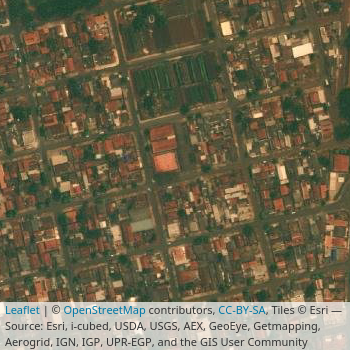 Leaflet | © OpenStreetMap contributors, CC-BY-SA, Tiles © Esri —
Source: Esri, i-cubed, USDA, USGS, AEX, GeoEye, Getmapping,
Aerogrid, IGN, IGP, UPR-EGP, and the GIS User Community